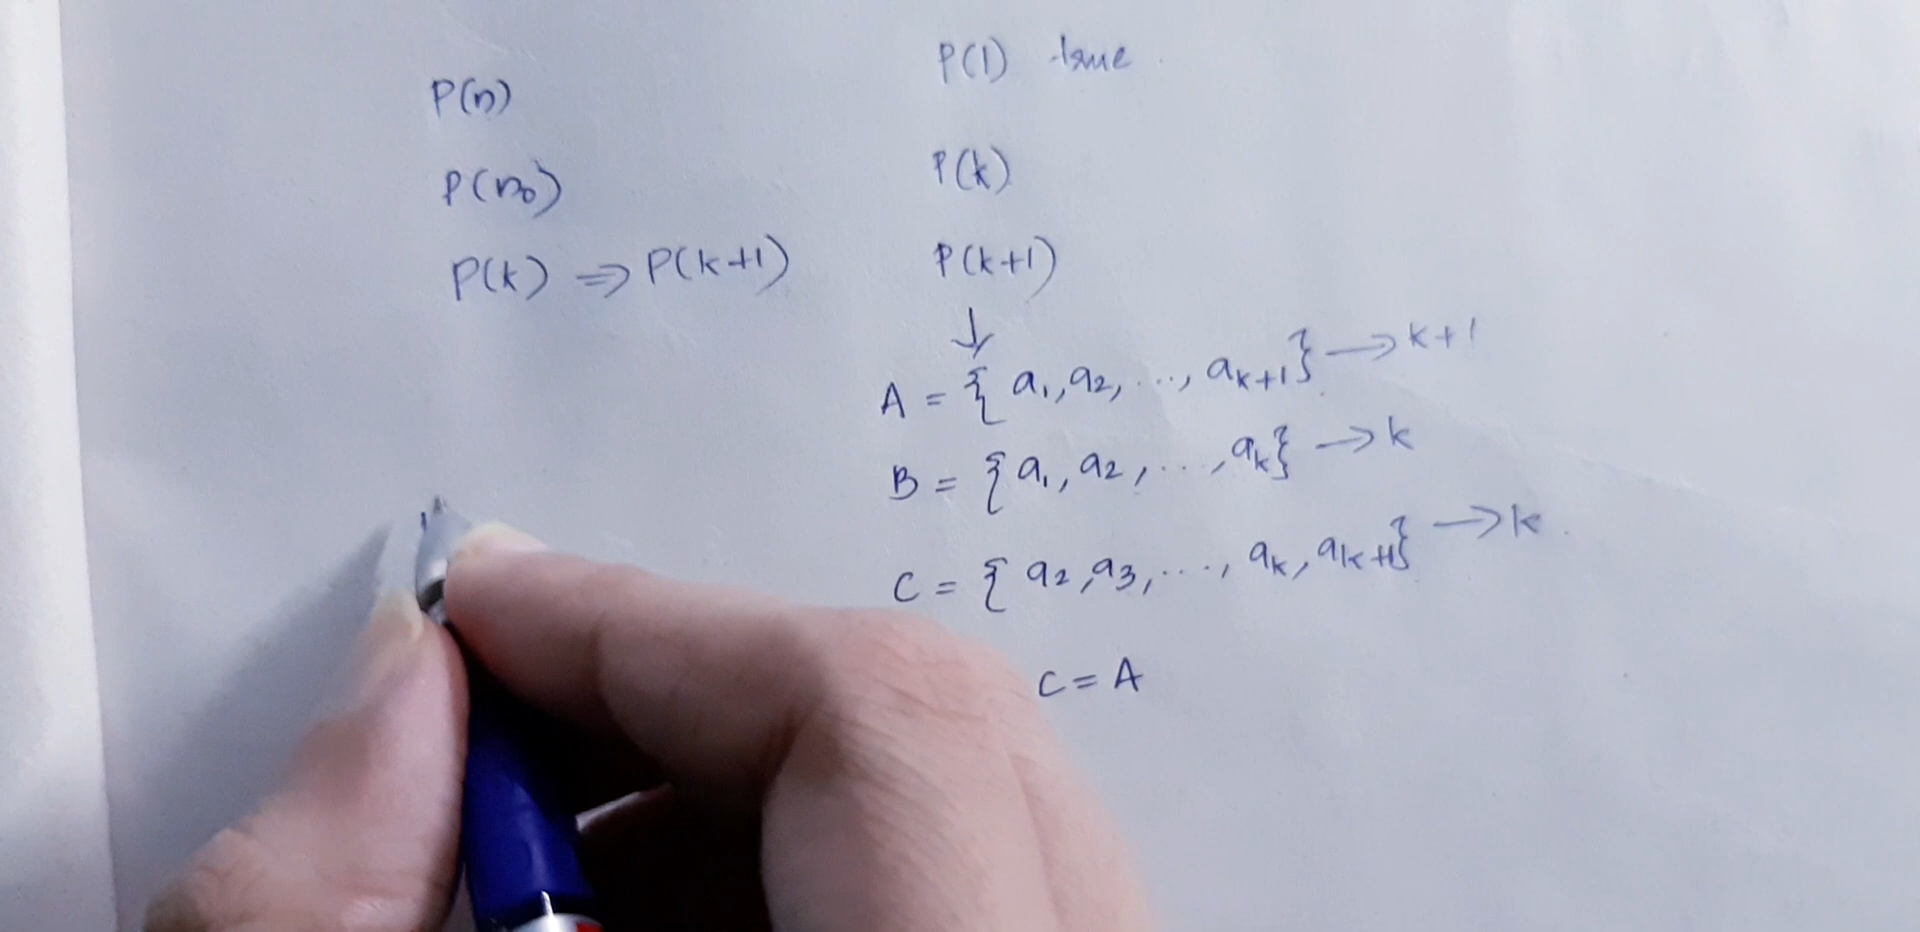 P(n)
P(n₀)
P(k) ⇒ P(k+1)
P(1) true
P(k)
P(k+1)
↓
A = { a₁, a₂, ..., aₖ₊₁} → k+1
B = {a₁, a₂, ..., aₖ} → k
C = { a₂, a₃, ..., aₖ, aₖ₊₁} → k
C = A